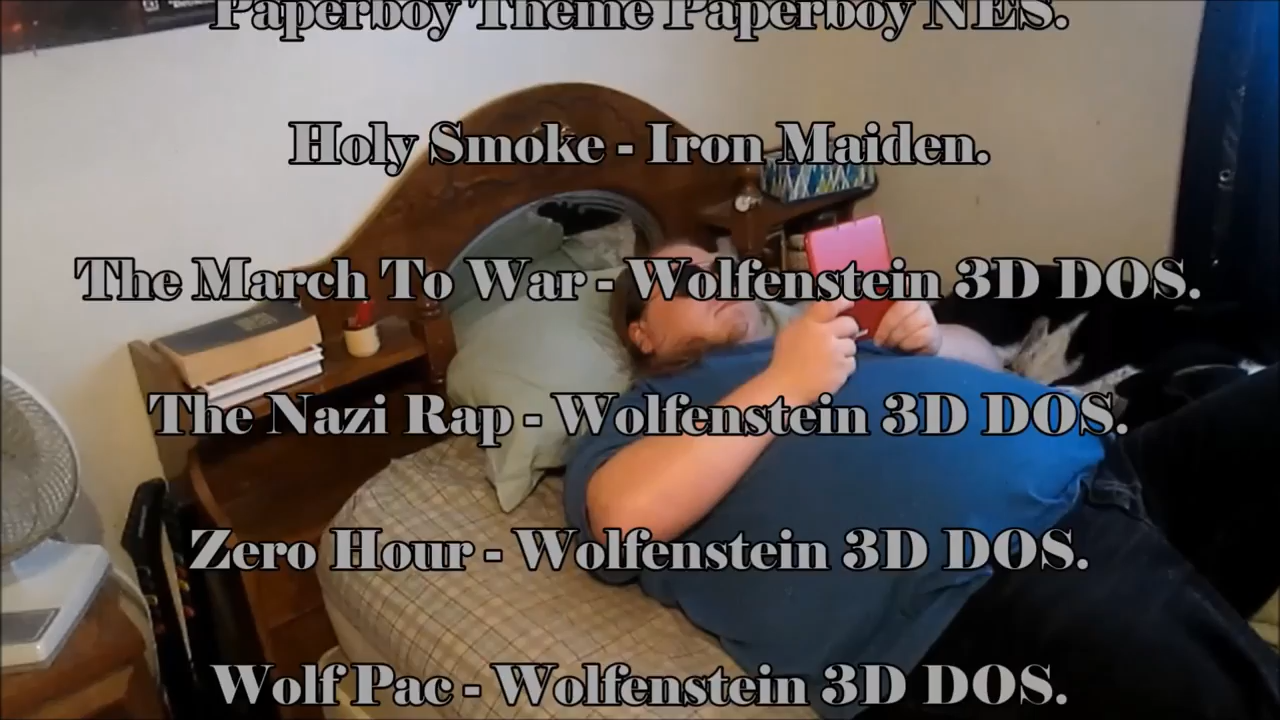 Paperboy Theme Paperboy NES.
Holy Smoke - Iron Maiden.
The March To War - Wolfenstein 3D DOS.
The Nazi Rap - Wolfenstein 3D DOS.
Zero Hour - Wolfenstein 3D DOS.
Wolf Pac - Wolfenstein 3D DOS.